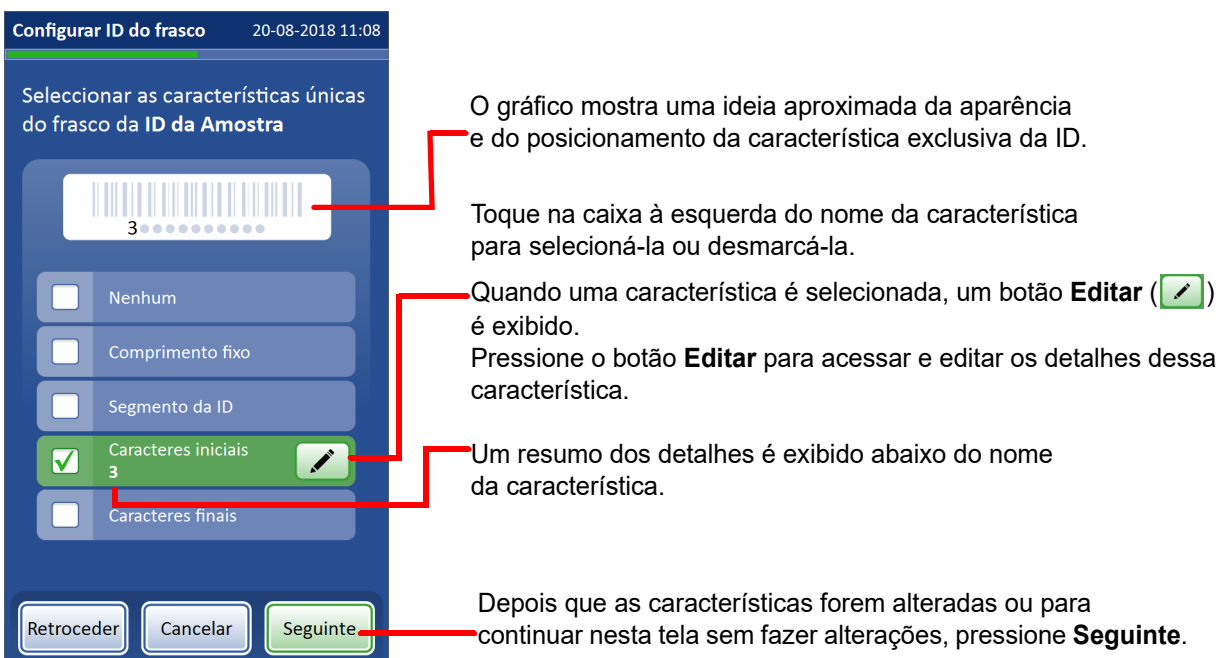 Configurar ID do frasco 20-08-2018 11:08
Seleccionar as características únicas
do frasco da ID da Amostra
3
Nenhum
Comprimento fixo
Segmento da ID
Caracteres iniciais
3
Caracteres finais
Retroceder Cancelar Seguinte
O gráfico mostra uma ideia aproximada da aparência
e do posicionamento da característica exclusiva da ID.
Toque na caixa à esquerda do nome da característica
para selecioná-la ou desmarcá-la.
Quando uma característica é selecionada, um botão Editar ( )
é exibido.
Pressione o botão Editar para acessar e editar os detalhes dessa
característica.
Um resumo dos detalhes é exibido abaixo do nome
da característica.
Depois que as características forem alteradas ou para
continuar nesta tela sem fazer alterações, pressione Seguinte.